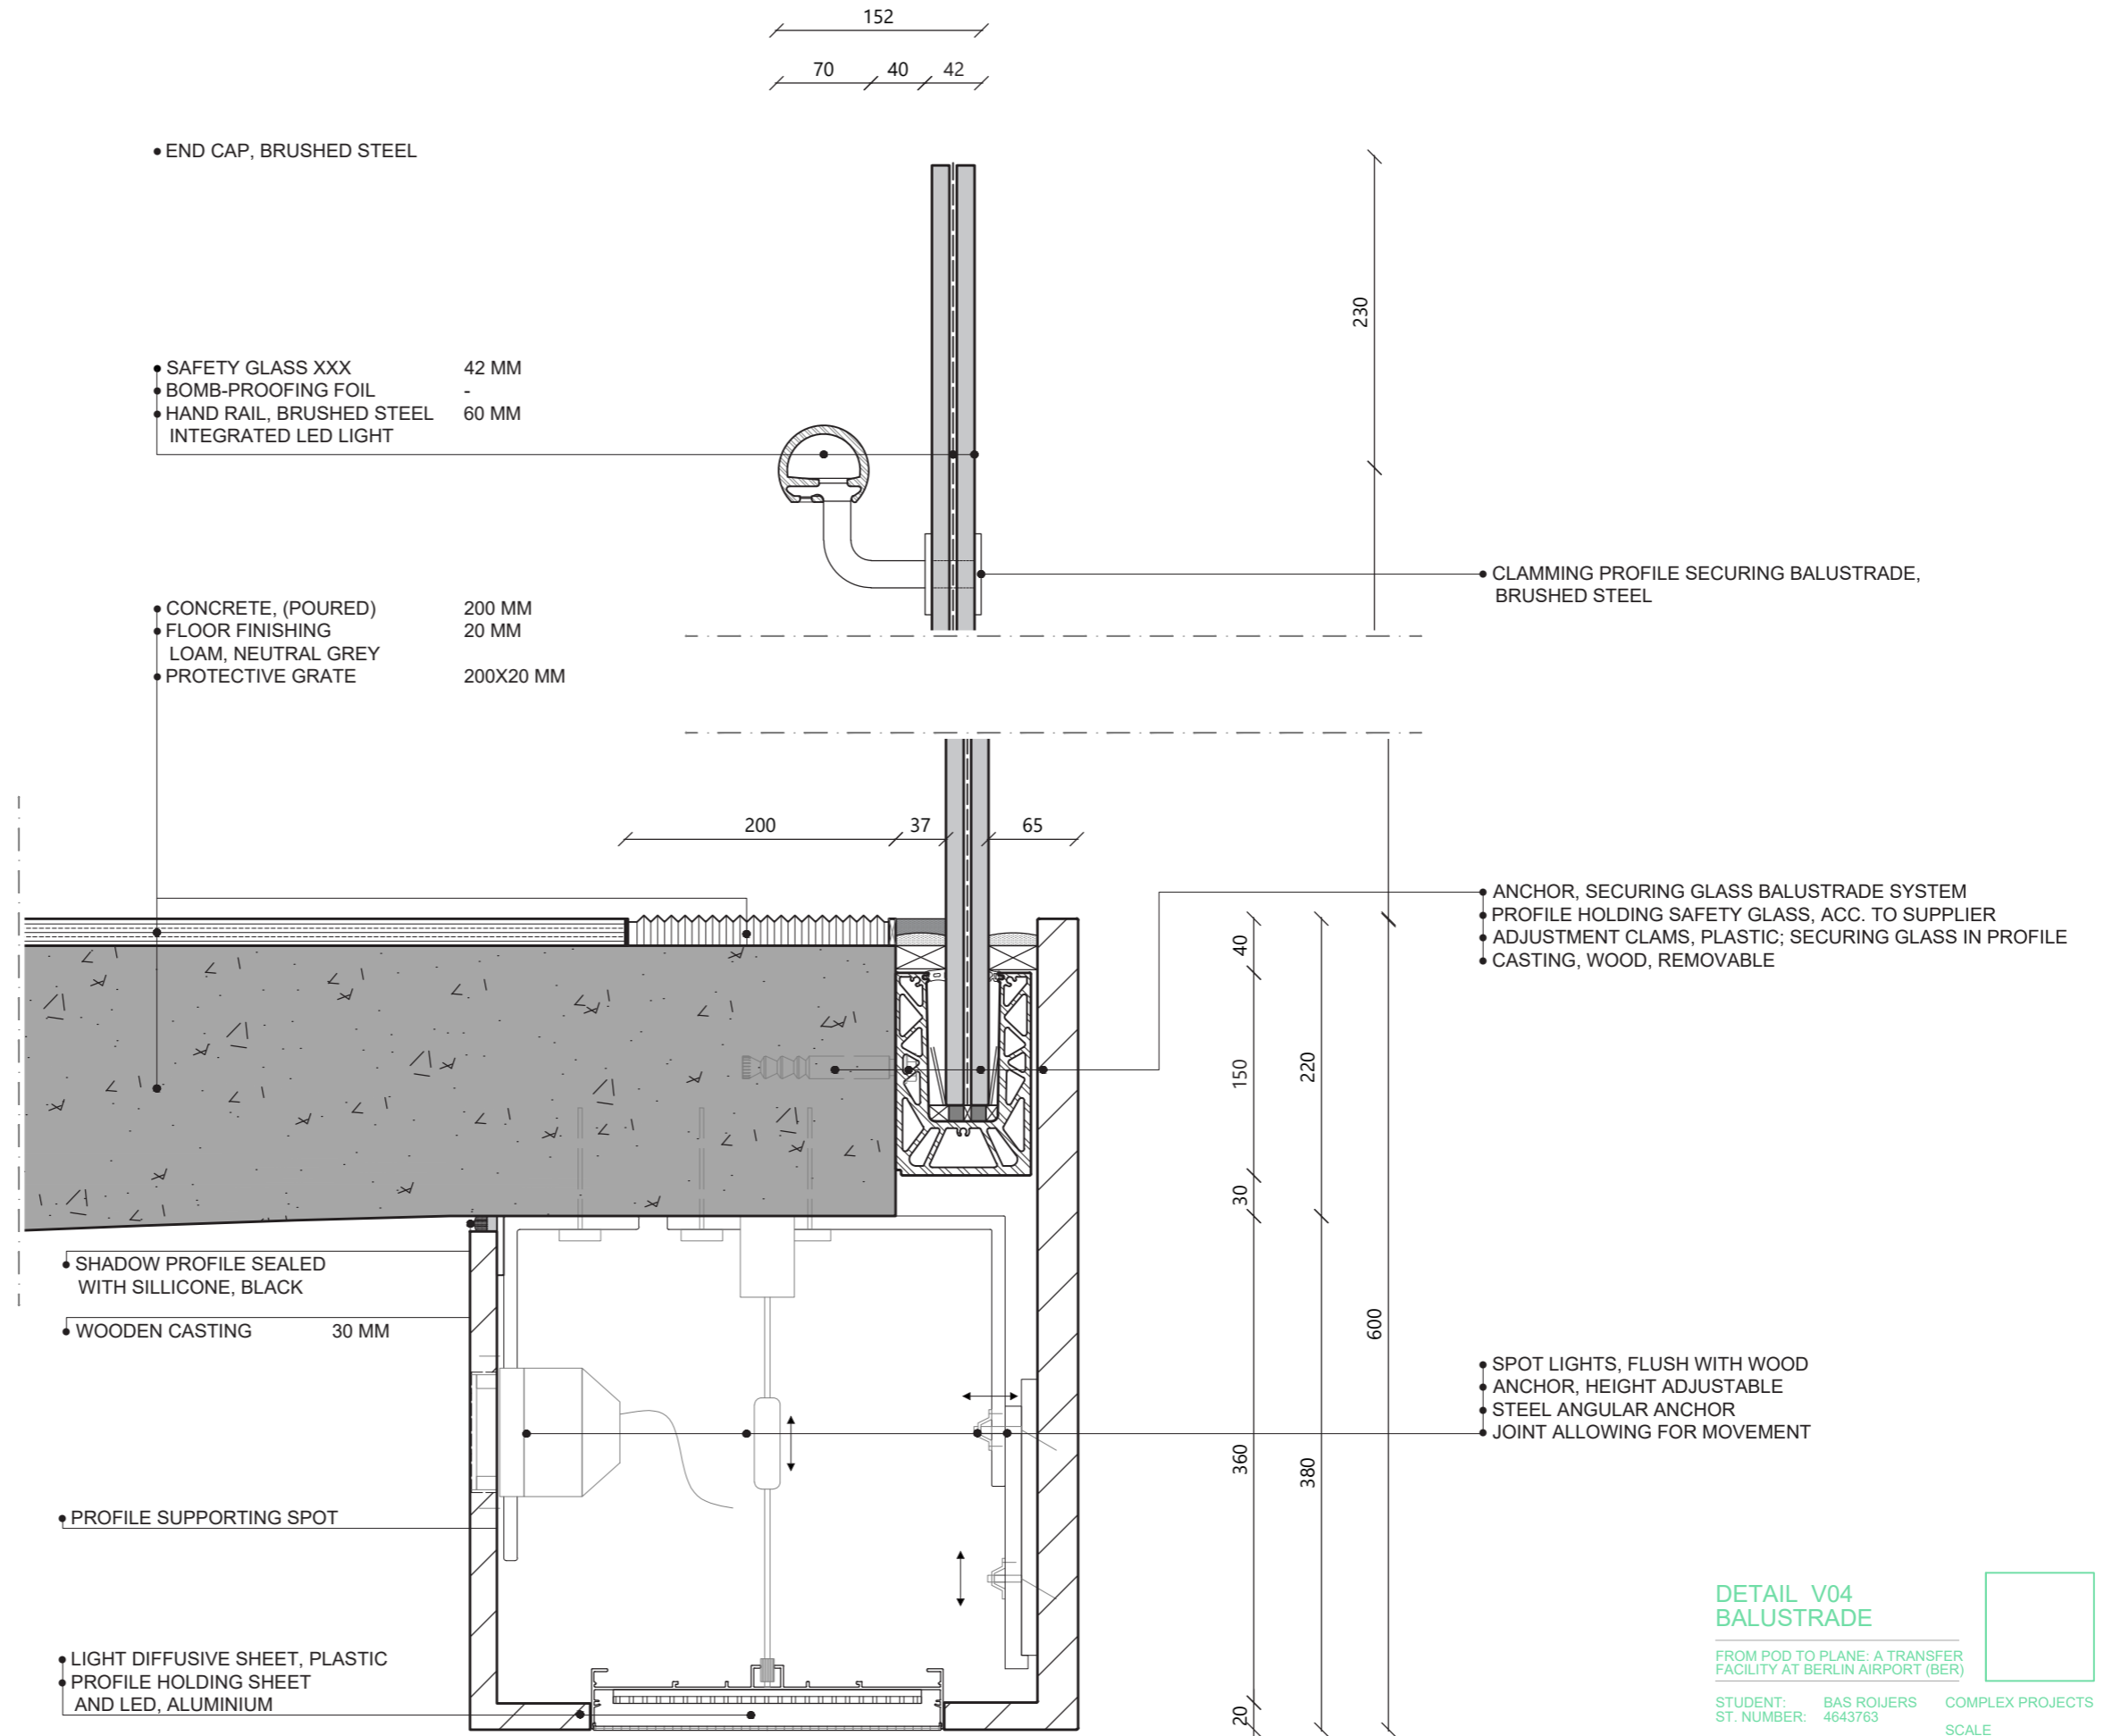 152
70 40 42
END CAP, BRUSHED STEEL
230
SAFETY GLASS XXX 42 MM
BOMB-PROOFING FOIL -
HAND RAIL, BRUSHED STEEL 60 MM
INTEGRATED LED LIGHT
CLAMMING PROFILE SECURING BALUSTRADE,
BRUSHED STEEL
CONCRETE, (POURED) 200 MM
FLOOR FINISHING 20 MM
LOAM, NEUTRAL GREY
PROTECTIVE GRATE 200X20 MM
200 37 65
ANCHOR, SECURING GLASS BALUSTRADE SYSTEM
PROFILE HOLDING SAFETY GLASS, ACC. TO SUPPLIER
ADJUSTMENT CLAMS, PLASTIC; SECURING GLASS IN PROFILE
CASTING, WOOD, REMOVABLE
40
150
220
30
600
SHADOW PROFILE SEALED
WITH SILLICONE, BLACK
WOODEN CASTING 30 MM
SPOT LIGHTS, FLUSH WITH WOOD
ANCHOR, HEIGHT ADJUSTABLE
STEEL ANGULAR ANCHOR
JOINT ALLOWING FOR MOVEMENT
360
380
PROFILE SUPPORTING SPOT
LIGHT DIFFUSIVE SHEET, PLASTIC
PROFILE HOLDING SHEET
AND LED, ALUMINIUM
20
DETAIL V04
BALUSTRADE
FROM POD TO PLANE: A TRANSFER
FACILITY AT BERLIN AIRPORT (BER)
STUDENT: BAS ROIJERS COMPLEX PROJECTS
ST. NUMBER: 4643763
SCALE